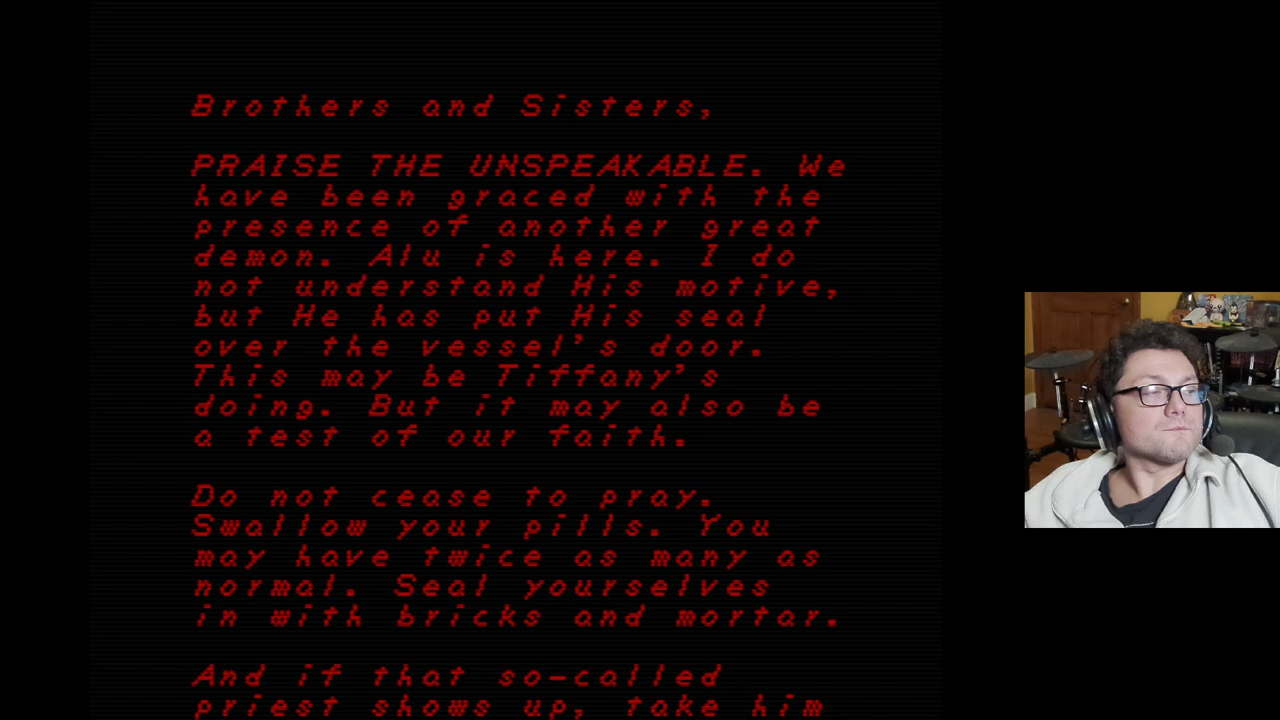 Brothers and Sisters,
PRAISE THE UNSPEAKABLE. We
have been graced with the
presence of another great
demon. Alu is here. I do
not understand His motive,
but He has put His seal
over the vessel's door.
This may be Tiffany's
doing. But it may also be
a test of our faith.
Do not cease to pray.
Swallow your pills. You
may have twice as many as
normal. Seal yourselves
in with bricks and mortar.
And if that so-called
priest shows up, take him